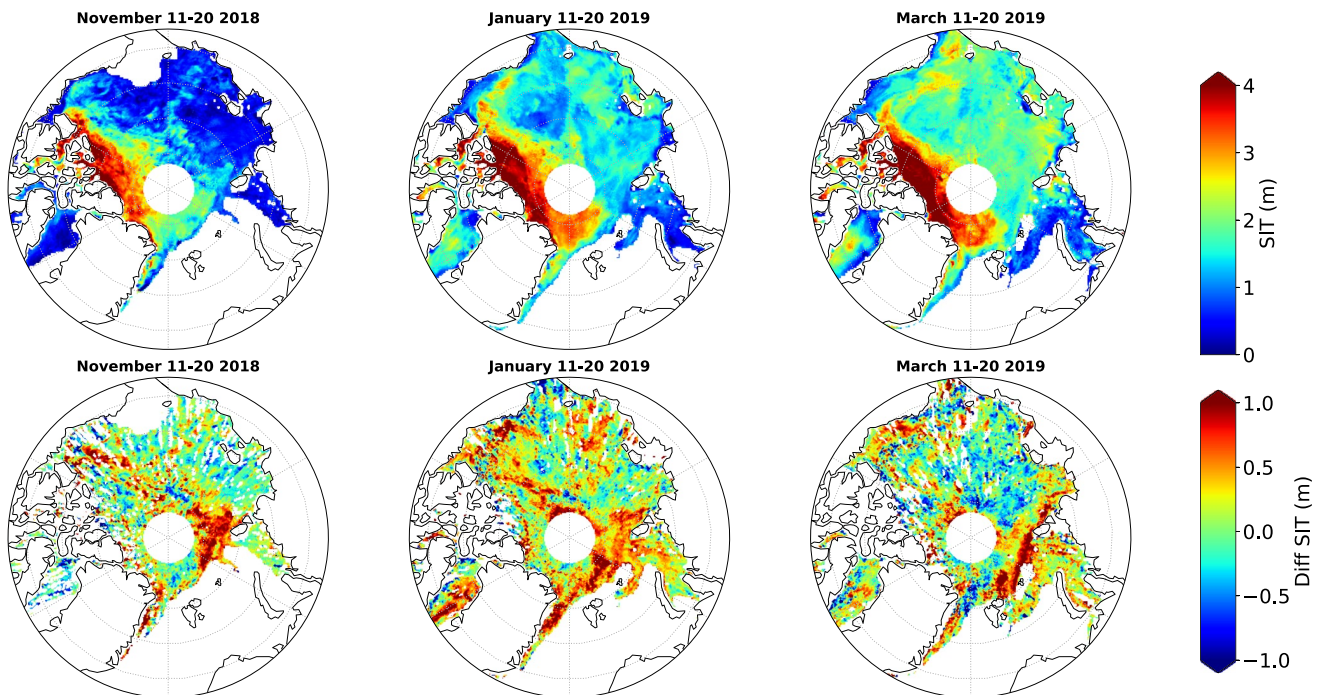 November 11-20 2018
January 11-20 2019
March 11-20 2019
4
3
2
1
0
SIT (m)
November 11-20 2018
January 11-20 2019
March 11-20 2019
1.0
0.5
0.0
−0.5
−1.0
Diff SIT (m)